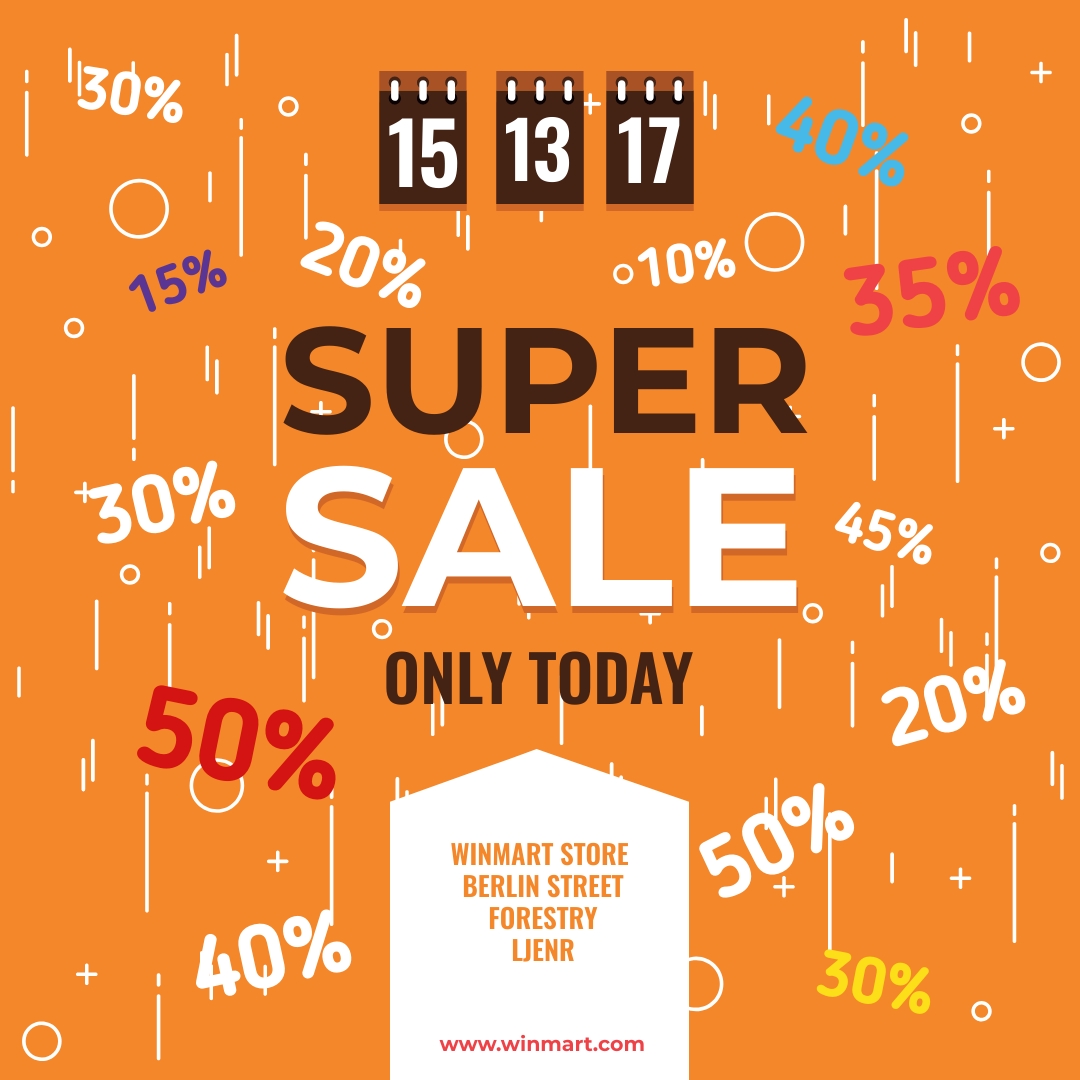 30%
15 13 17
40%
20%
10%
15%
35%
SUPER
SALE
30%
45%
ONLY TODAY
50%
20%
50%
WINMART STORE
BERLIN STREET
FORESTRY
LJENR
40%
30%
www.winmart.com